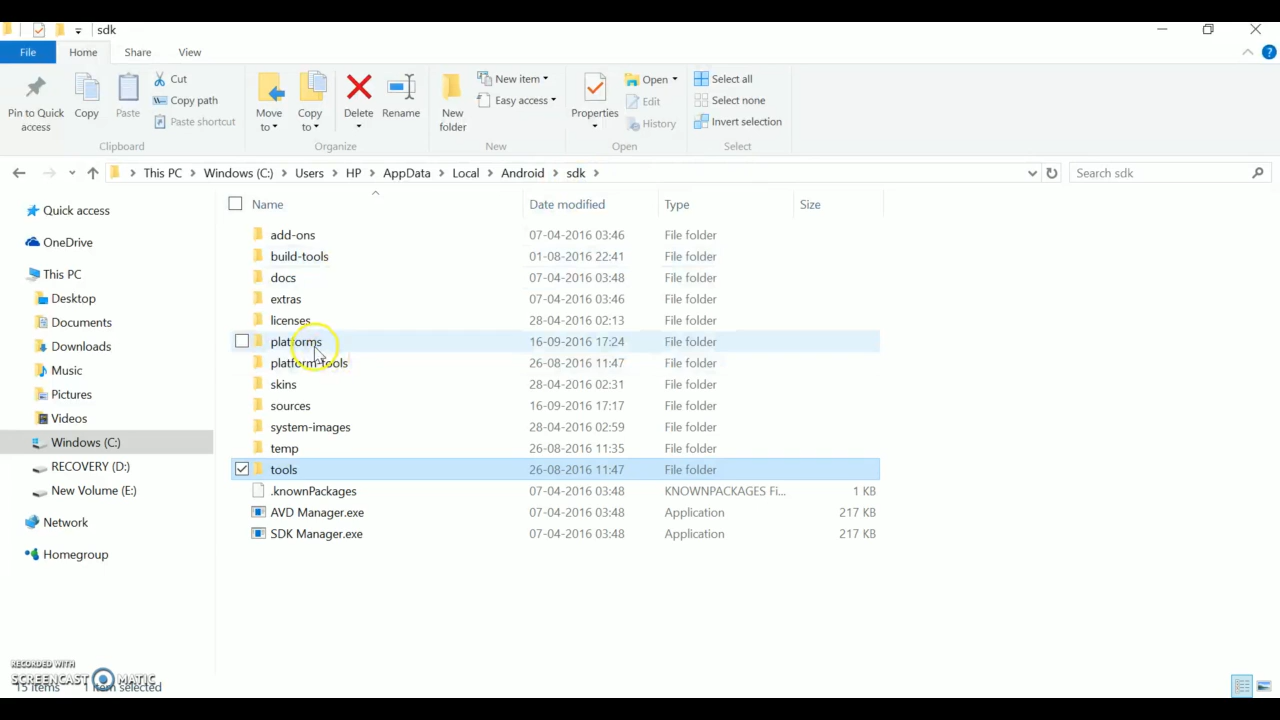 sdk
File Home Share View
Pin to Quick access
Copy
Paste
Cut
Copy path
Paste shortcut
Clipboard
Move to
Copy to
Delete
Rename
Organize
New folder
New item
Easy access
New
Properties
Open
Edit
History
Open
Select all
Select none
Invert selection
Select
This PC Windows (C:) Users HP AppData Local Android sdk
Search sdk
Quick access
OneDrive
This PC
Desktop
Documents
Downloads
Music
Pictures
Videos
Windows (C:)
RECOVERY (D:)
New Volume (E:)
Network
Homegroup
Name Date modified Type Size
add-ons 07-04-2016 03:46 File folder
build-tools 01-08-2016 22:41 File folder
docs 07-04-2016 03:48 File folder
extras 07-04-2016 03:46 File folder
licenses 28-04-2016 02:13 File folder
platforms 16-09-2016 17:24 File folder
platform-tools 26-08-2016 11:47 File folder
skins 28-04-2016 02:31 File folder
sources 16-09-2016 17:17 File folder
system-images 28-04-2016 02:59 File folder
temp 26-08-2016 11:35 File folder
tools 26-08-2016 11:47 File folder
.knownPackages 07-04-2016 03:48 KNOWNPACKAGES Fi... 1 KB
AVD Manager.exe 07-04-2016 03:48 Application 217 KB
SDK Manager.exe 07-04-2016 03:48 Application 217 KB
RECORDED WITH
SCREENCAST MATIC
15 items 1 item selected